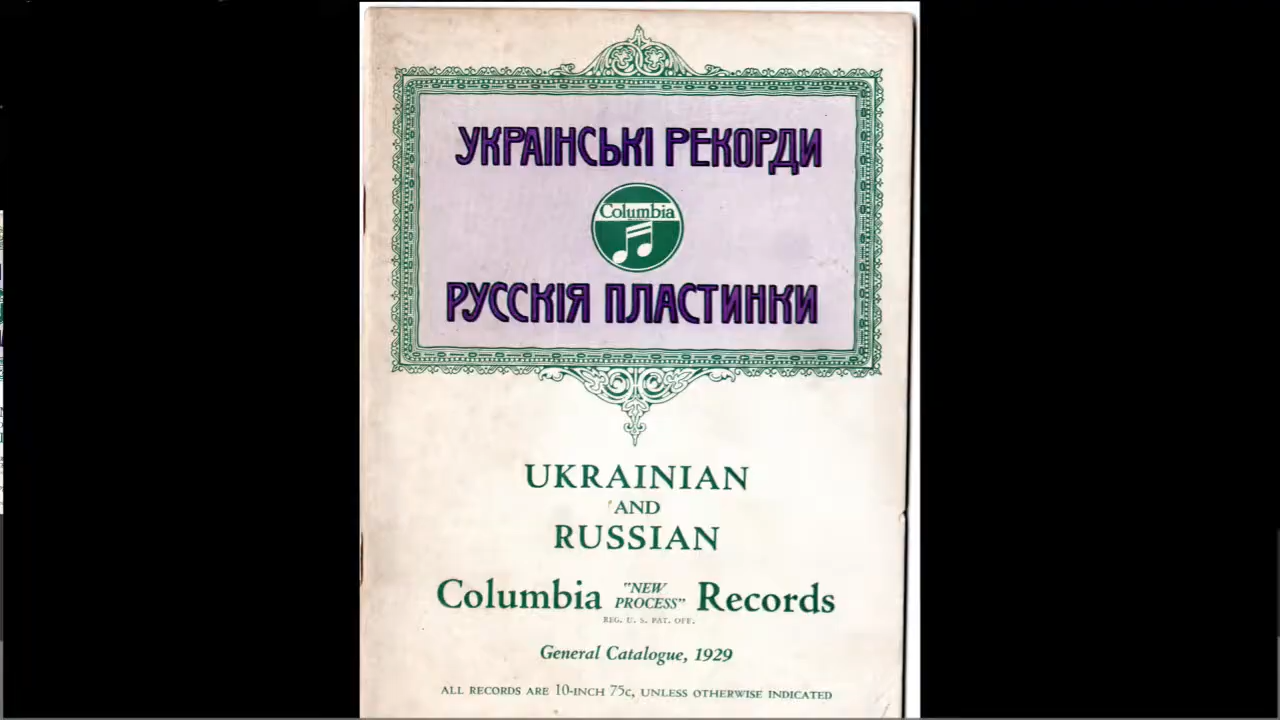 УКРАІНСЬКІ РЕКОРДИ
Columbia
РУССКІЯ ПЛАСТИНКИ
UKRAINIAN
AND
RUSSIAN
Columbia "NEW PROCESS" Records
REG. U. S. PAT. OFF.
General Catalogue, 1929
ALL RECORDS ARE 10-INCH 75c, UNLESS OTHERWISE INDICATED